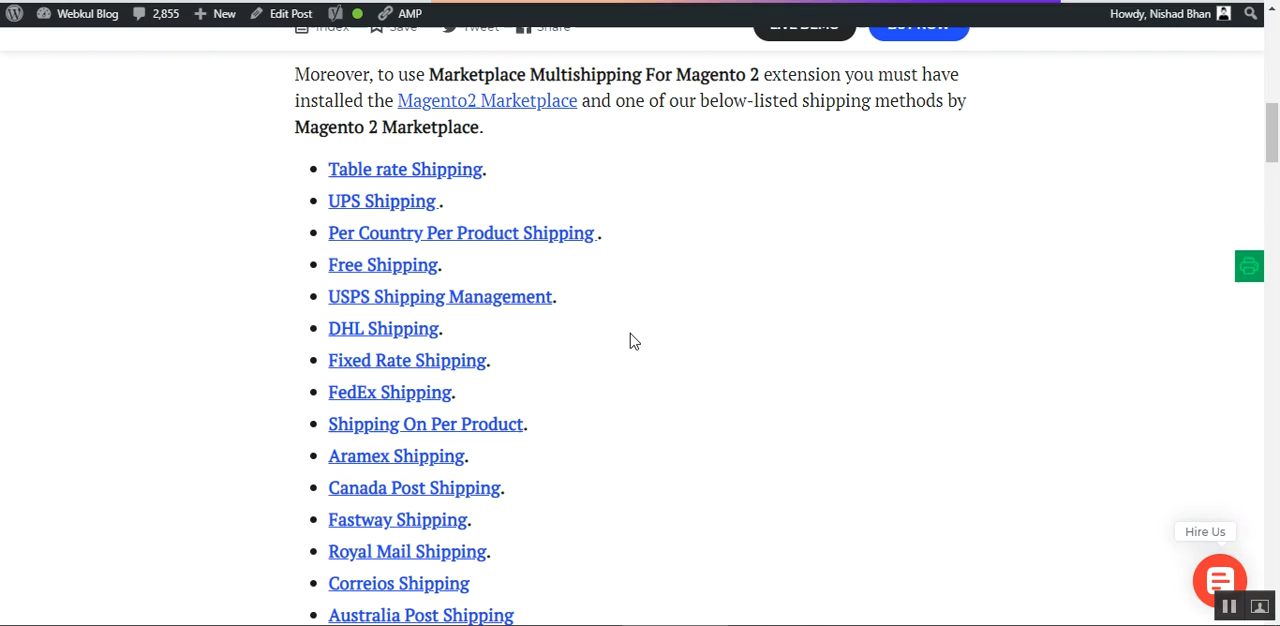 Webkul Blog 2,855 New Edit Post AMP Howdy, Nishad Bhan
Index Save Tweet Share LIVE DEMO BUY NOW
Moreover, to use Marketplace Multishipping For Magento 2 extension you must have
installed the Magento2 Marketplace and one of our below-listed shipping methods by
Magento 2 Marketplace.
• Table rate Shipping.
• UPS Shipping .
• Per Country Per Product Shipping .
• Free Shipping.
• USPS Shipping Management.
• DHL Shipping.
• Fixed Rate Shipping.
• FedEx Shipping.
• Shipping On Per Product.
• Aramex Shipping.
• Canada Post Shipping.
• Fastway Shipping.
Hire Us
• Royal Mail Shipping.
• Correios Shipping
• Australia Post Shipping